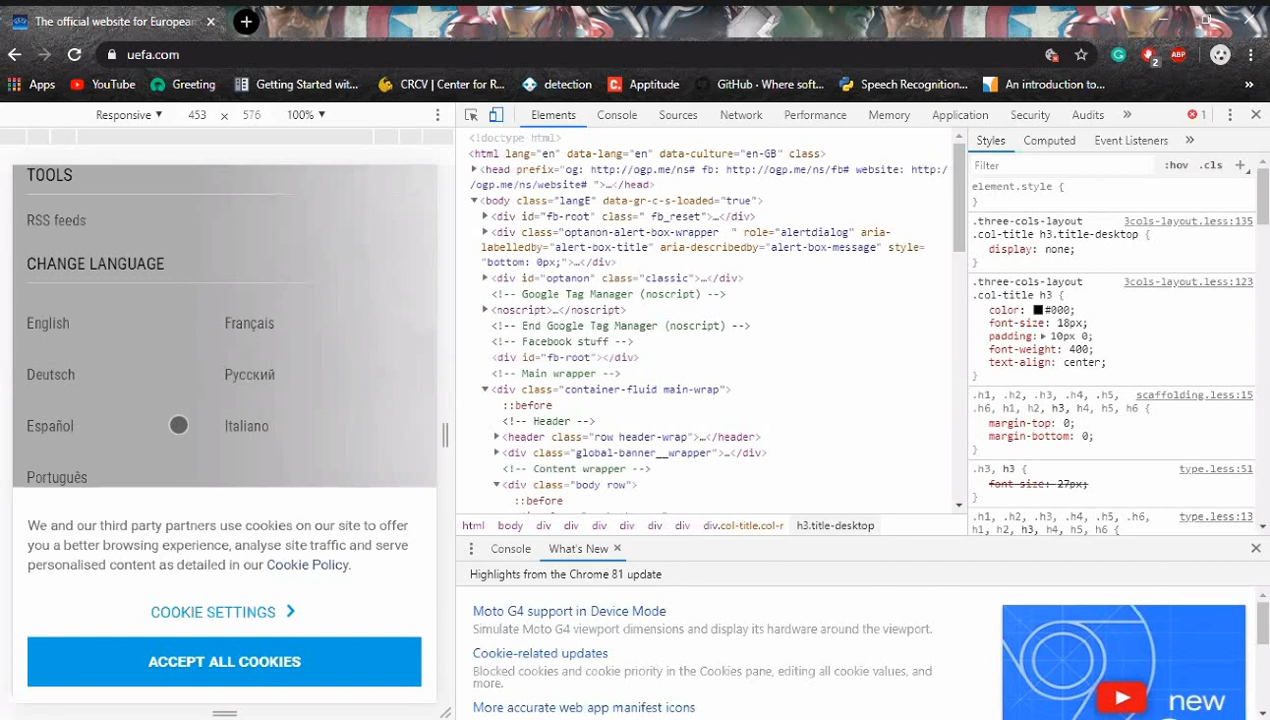 The official website for European
uefa.com
2
ABP
Apps
YouTube
Greeting
Getting Started wit...
CRCV | Center for R...
detection
Aptitude
GitHub · Where soft...
Speech Recognition...
An introduction to...
»
Responsive ▼
453
x
576
100% ▼
Elements
Console
Sources
Network
Performance
Memory
Application
Security
Audits
»
1
TOOLS
RSS feeds
CHANGE LANGUAGE
English
Français
Deutsch
Русский
Español
Italiano
Português
We and our third party partners use cookies on our site to offer
you a better browsing experience, analyse site traffic and serve
personalised content as detailed in our Cookie Policy.
COOKIE SETTINGS
ACCEPT ALL COOKIES
<!doctype html>
<html lang="en" data-lang="en" data-culture="en-GB" class>
<head prefix="og: http://ogp.me/ns# fb: http://ogp.me/ns/fb# website: http:/
/ogp.me/ns/website# ">…</head>
<body class="langE" data-gr-c-s-loaded="true">
<div id="fb-root" class=" fb_reset">…</div>
<div class="optanon-alert-box-wrapper  " role="alertdialog" aria-
labelledby="alert-box-title" aria-describedby="alert-box-message" style=
"bottom: 0px;">…</div>
<div id="optanon" class="classic">…</div>
<!-- Google Tag Manager (noscript) -->
<noscript>…</noscript>
<!-- End Google Tag Manager (noscript) -->
<!-- Facebook stuff -->
<div id="fb-root"></div>
<!-- Main wrapper -->
<div class="container-fluid main-wrap">
::before
<!-- Header -->
<header class="row header-wrap">…</header>
<div class="global-banner__wrapper">…</div>
<!-- Content wrapper -->
<div class="body row">
::before
html
body
div
div
div
div
div
div
div.col-title.col-r
h3.title-desktop
Styles
Computed
Event Listeners
»
Filter
:hov
.cls
+
element.style {
}
.three-cols-layout
3cols-layout.less:135
.col-title h3.title-desktop {
display: none;
}
.three-cols-layout
3cols-layout.less:123
.col-title h3 {
color: #000;
font-size: 18px;
padding: 10px 0;
font-weight: 400;
text-align: center;
}
.h1, .h2, .h3, .h4, .h5,
scaffolding.less:15
.h6, h1, h2, h3, h4, h5, h6 {
margin-top: 0;
margin-bottom: 0;
}
.h3, h3 {
type.less:51
font-size: 27px;
}
.h1, .h2, .h3, .h4, .h5, .h6,
type.less:13
h1, h2, h3, h4, h5, h6 {
Console
What's New
Highlights from the Chrome 81 update
Moto G4 support in Device Mode
Simulate Moto G4 viewport dimensions and display its hardware around the viewport.
Cookie-related updates
Blocked cookies and cookie priority in the Cookies pane, editing all cookie values, and
more.
More accurate web app manifest icons
new